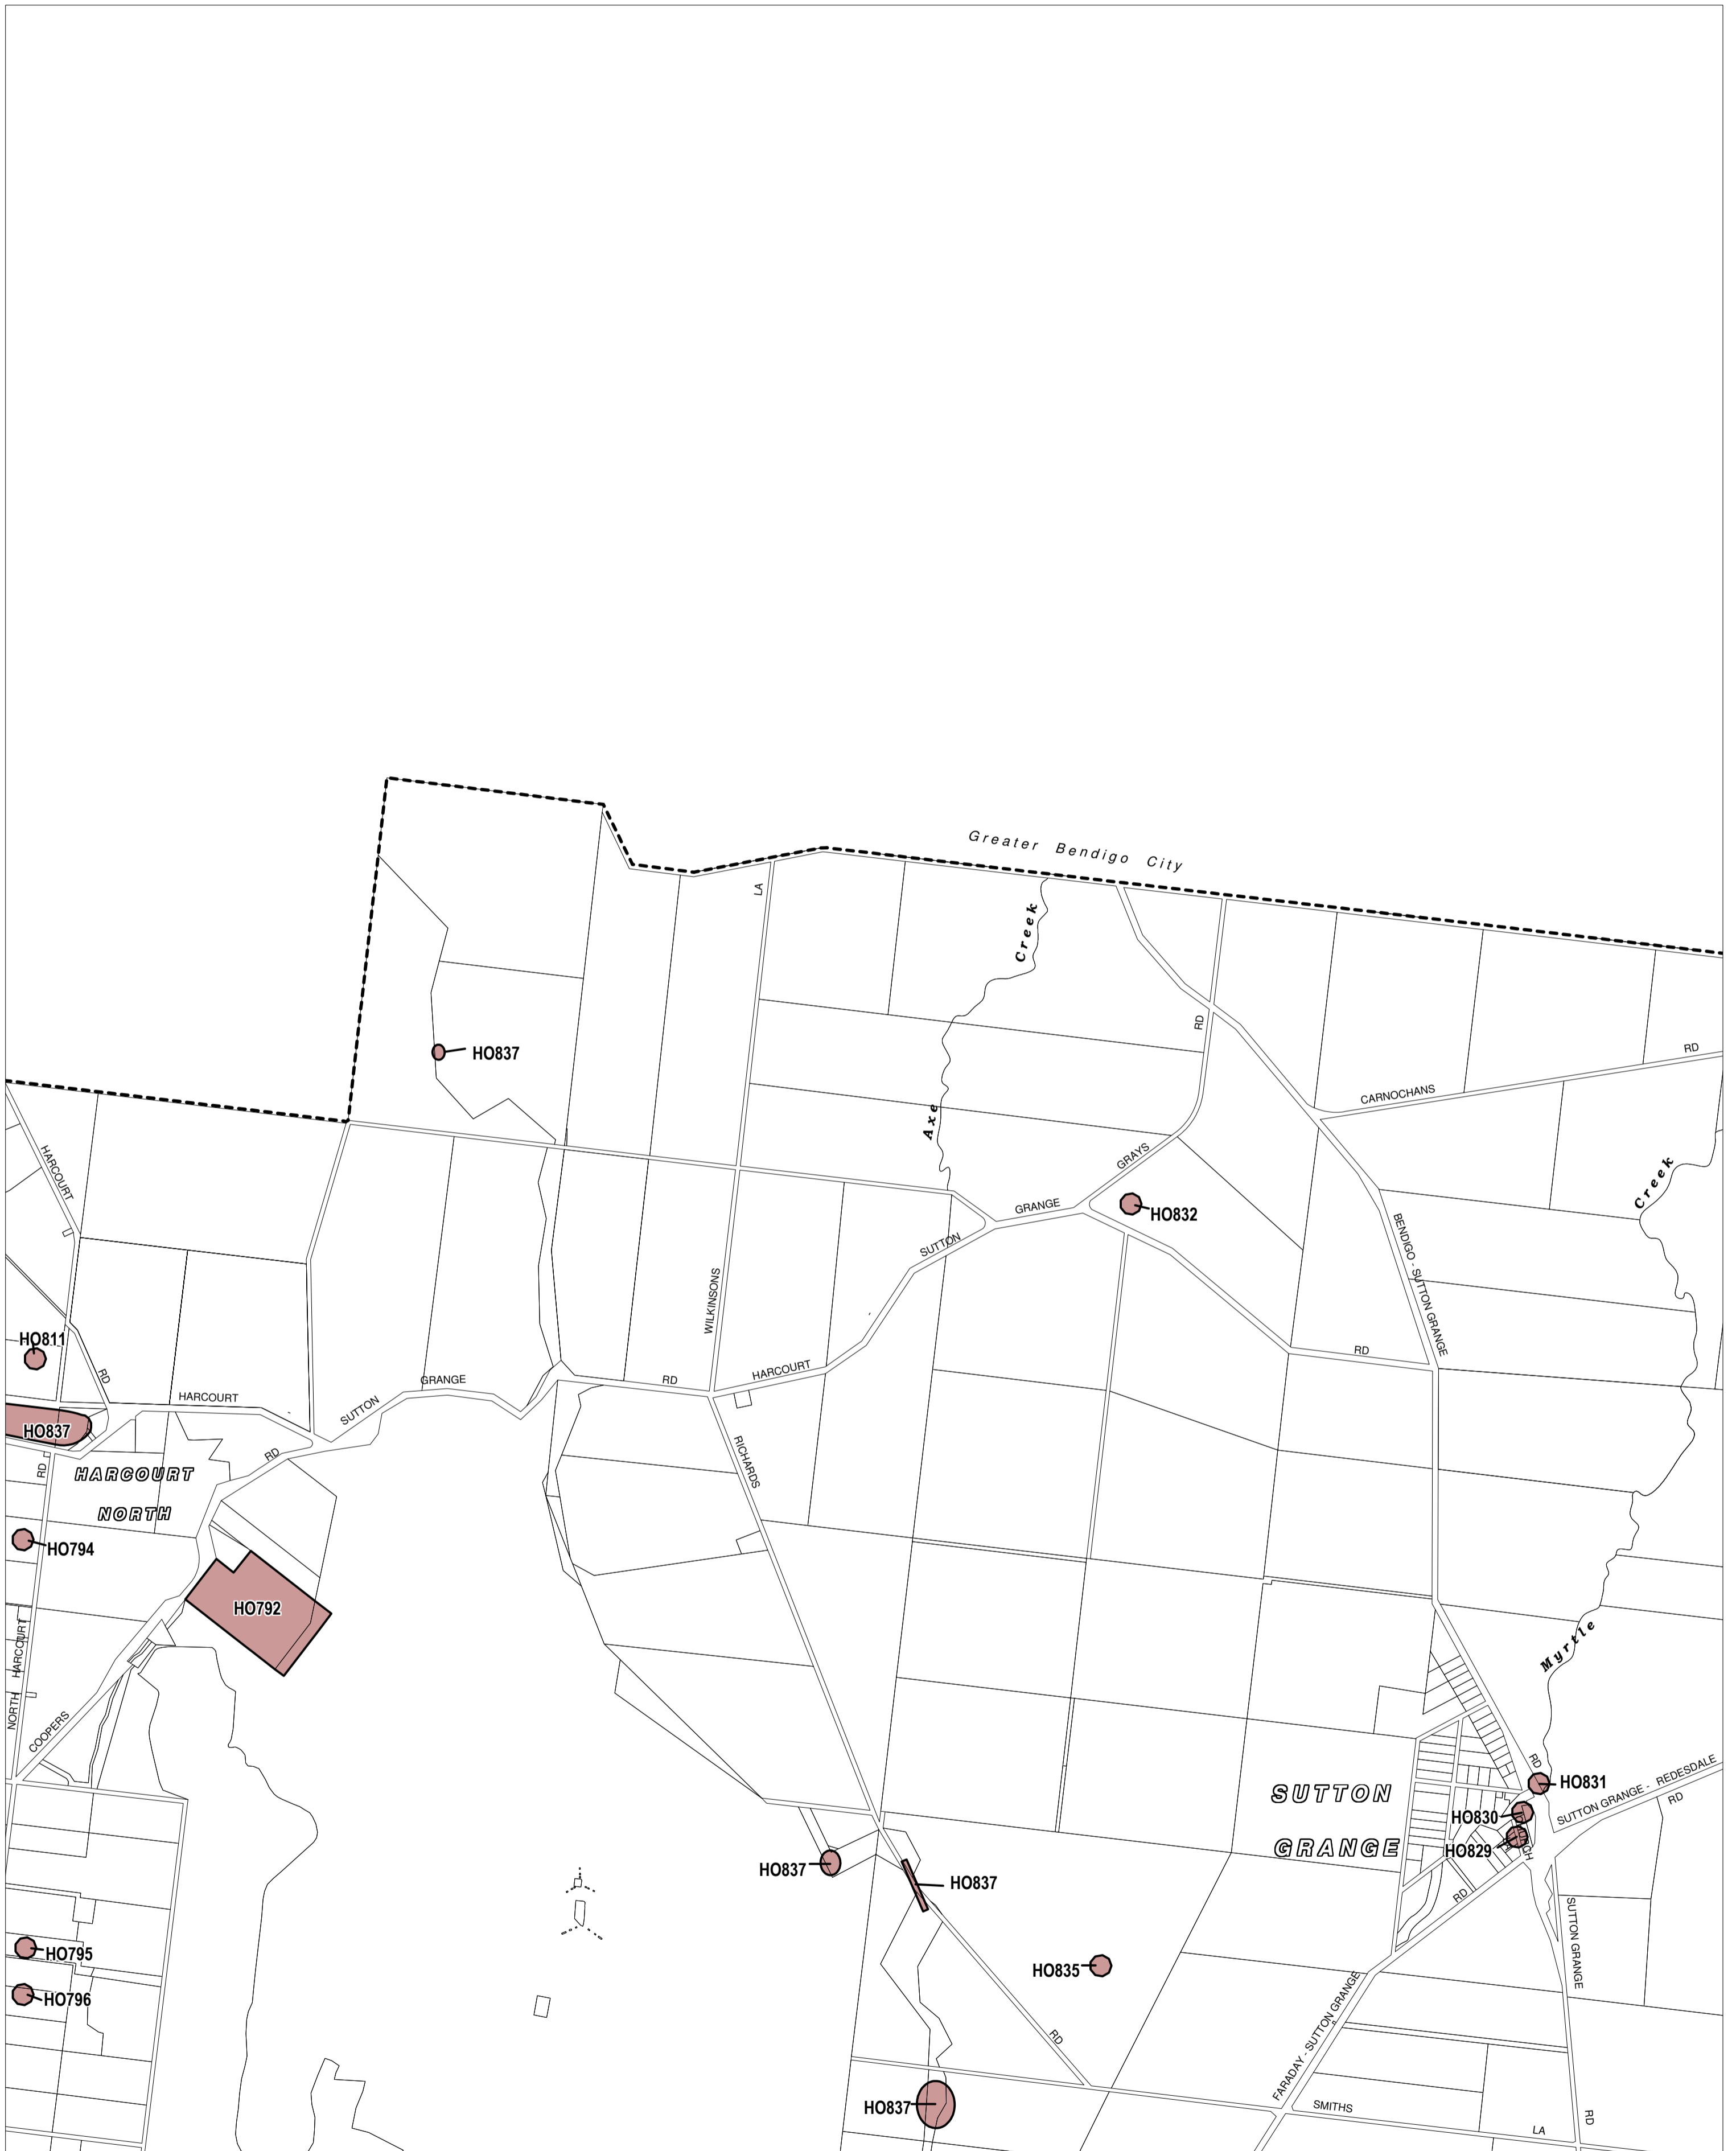 Greater Bendigo City
LA
Creek
RD
HO837
RD
CARNOCHANS
Axe
HARCOURT
GRAYS
Creek
GRANGE
HO832
SUTTON
BENDIGO - SUTTON GRANGE
WILKINSONS
HO811
RD
HARCOURT
RD
GRANGE
RD
HARCOURT
SUTTON
HO837
RD
RD
RICHARDS
HARCOURT
NORTH
HO794
HO792
NORTH HARCOURT
Myrtle
COOPERS
RD
SUTTON
HO831
SUTTON GRANGE - REDESDALE
RD
HO830
GRANGE
HO829
HO837
HO837
RD
SUTTON GRANGE
HO795
HO835
HO796
FARADAY - SUTTON GRANGE
RD
HO837
SMITHS
RD
LA